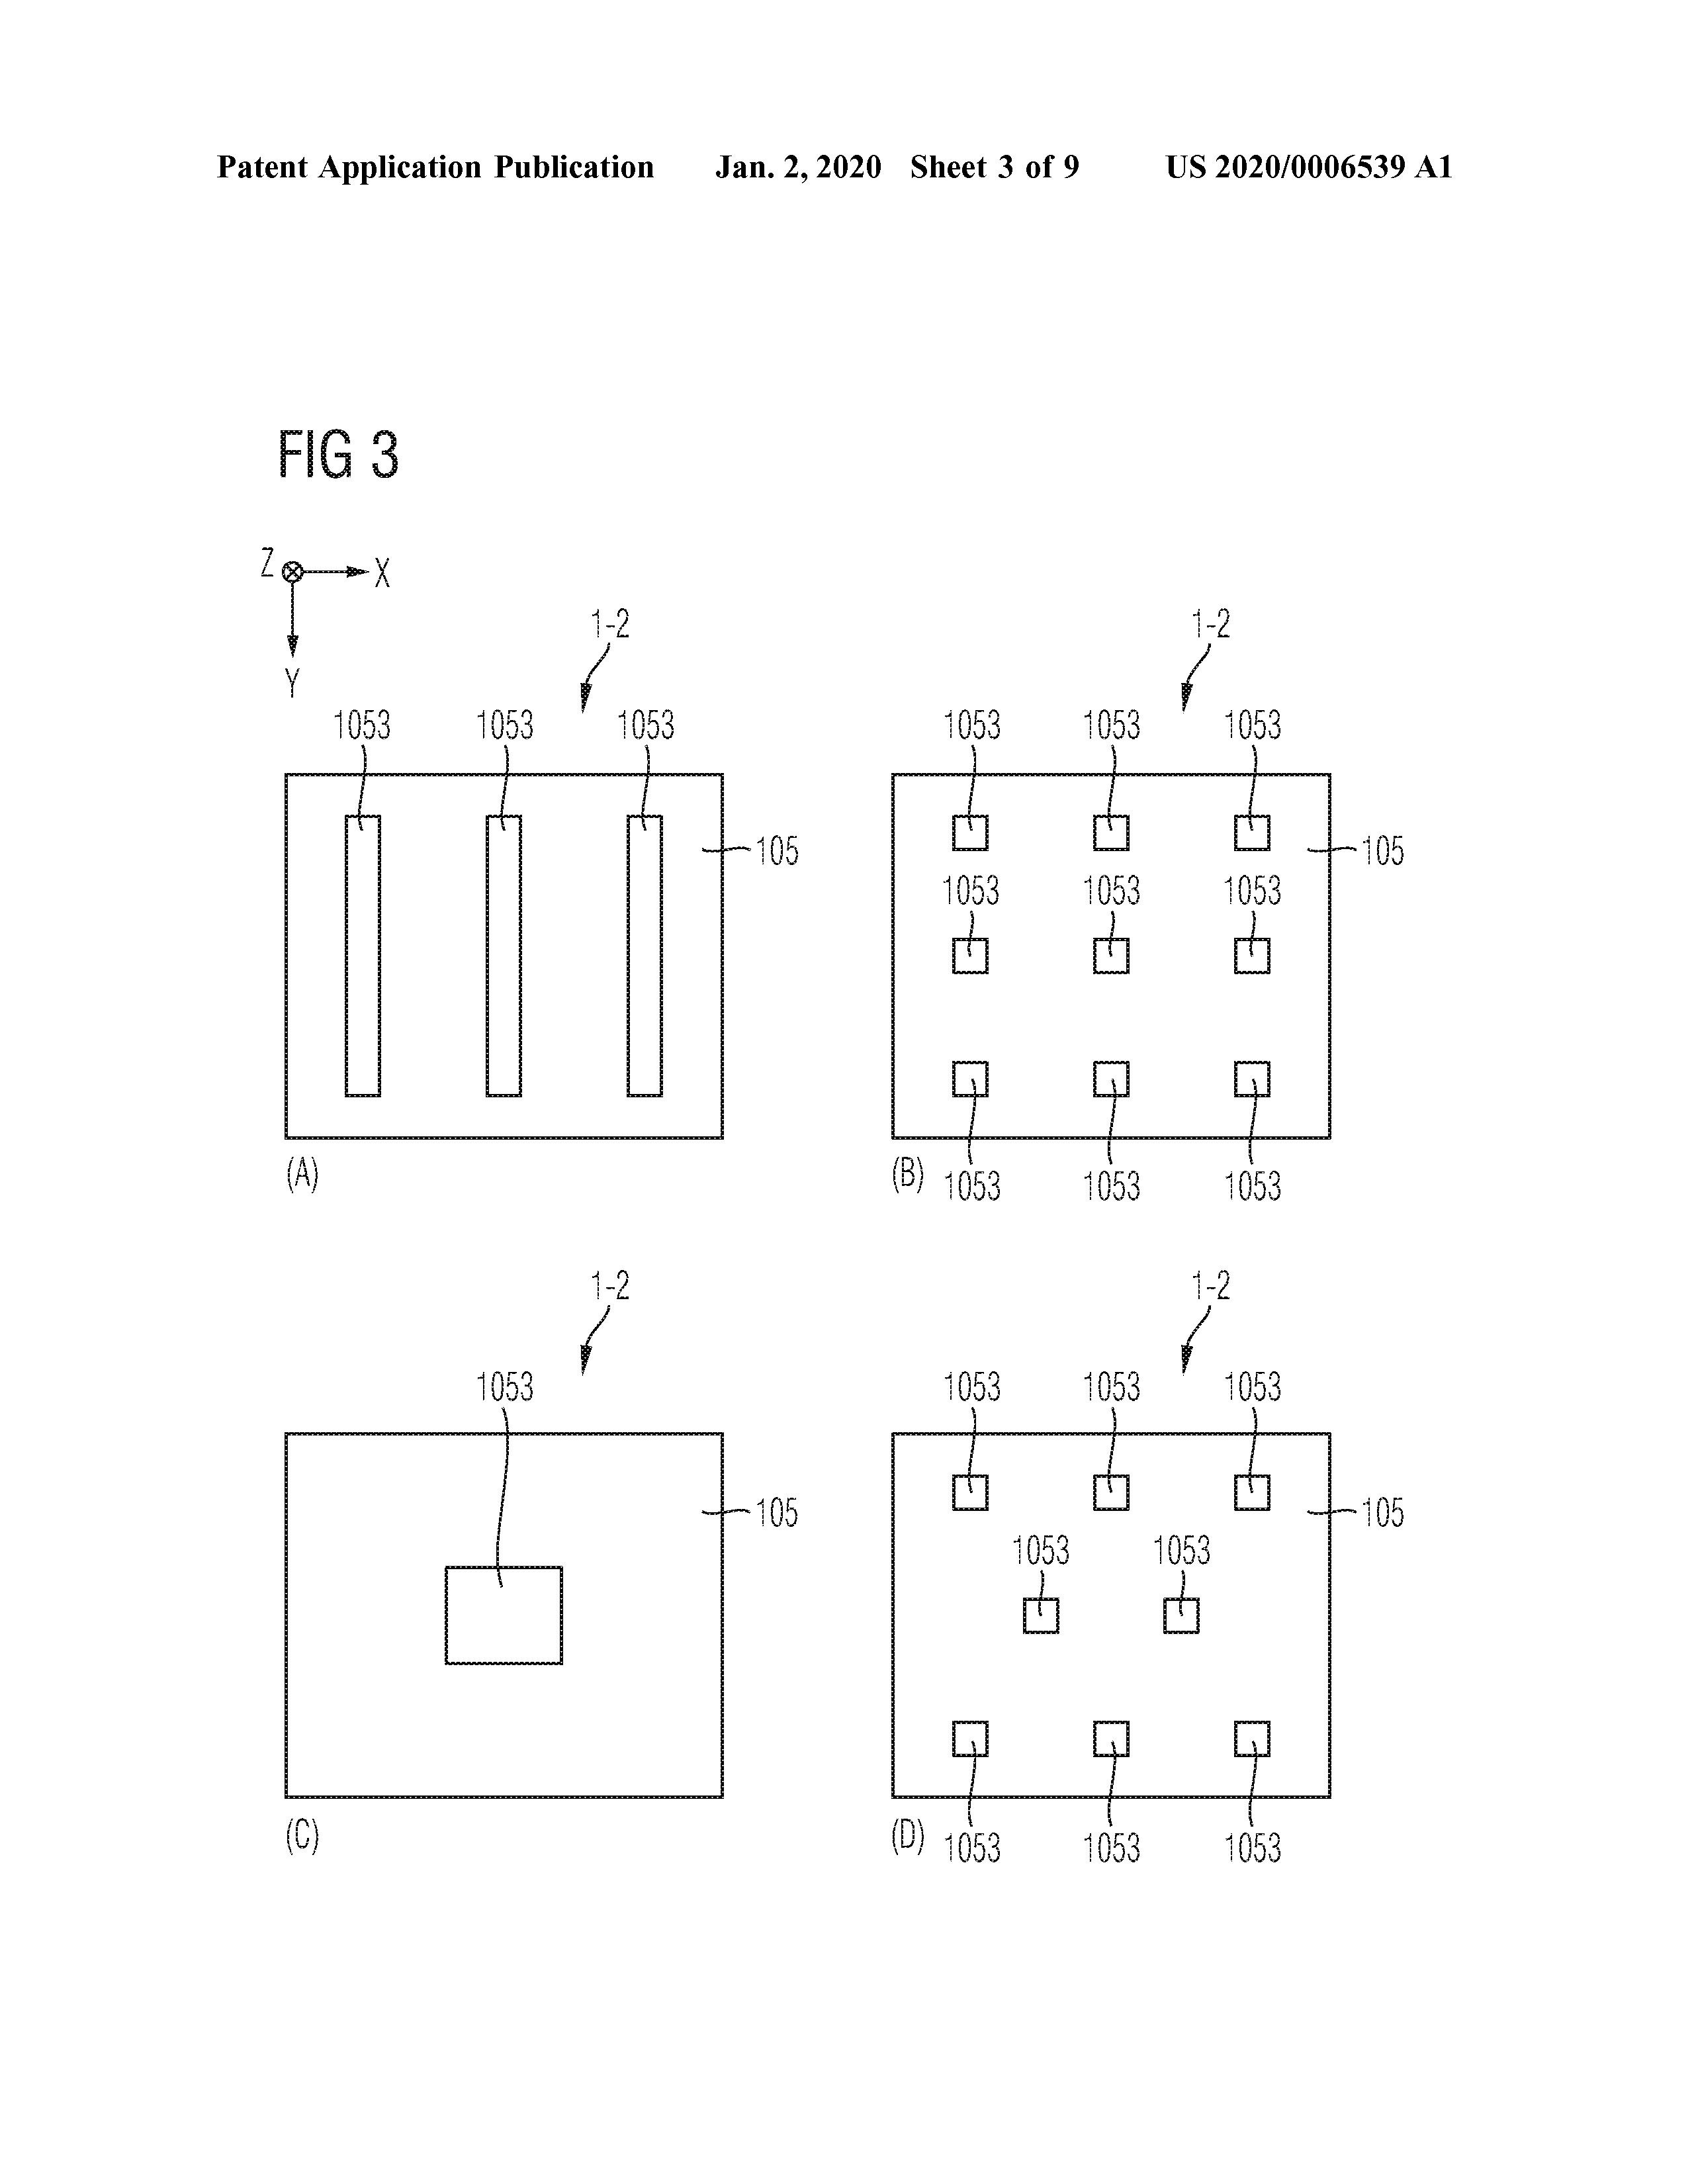 Patent Application Publication Jan. 2, 2020 Sheet 3 of 9 US 2020/0006539 A1
FIG 3
Z X
Y
1-2 1-2
1053 1053 1053 1053 1053 1053
105 105
1053 1053 1053
(A) (B) 1053 1053 1053
1-2 1-2
1053 1053 1053 1053
105 105
1053 1053
(C) (D) 1053 1053 1053